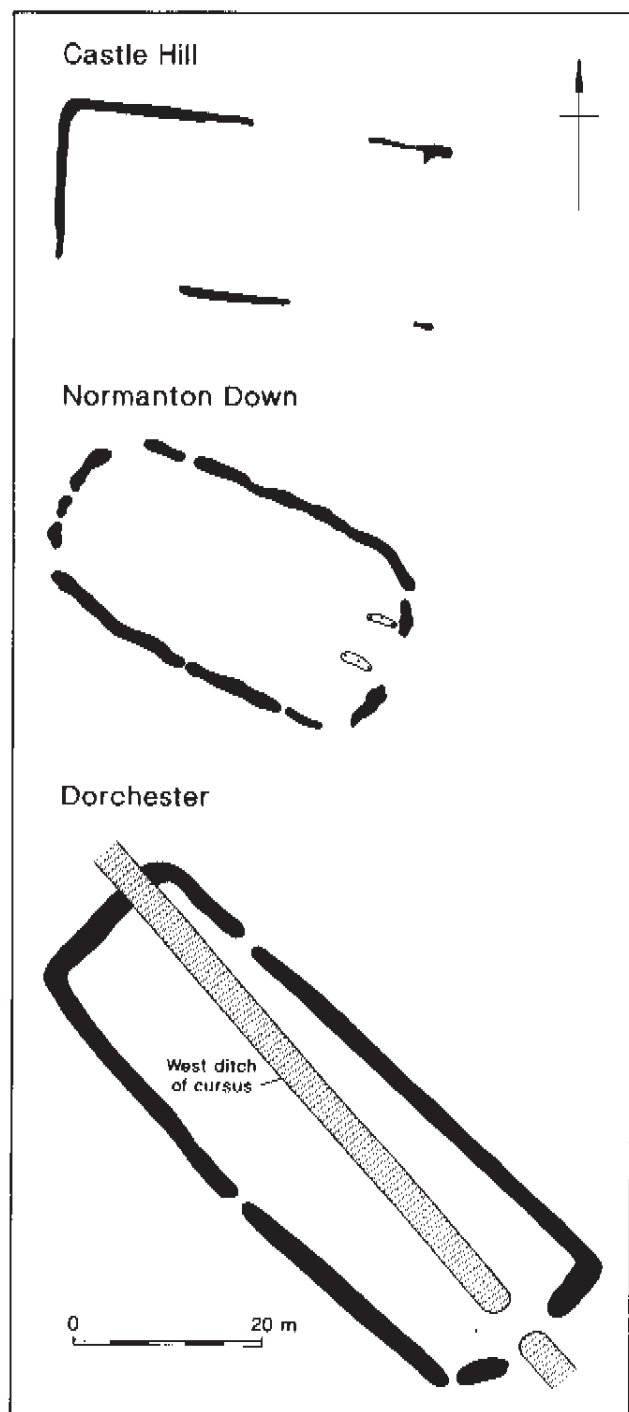 Castle Hill
Normanton Down
Dorchester
West ditch
of cursus
0 20 m